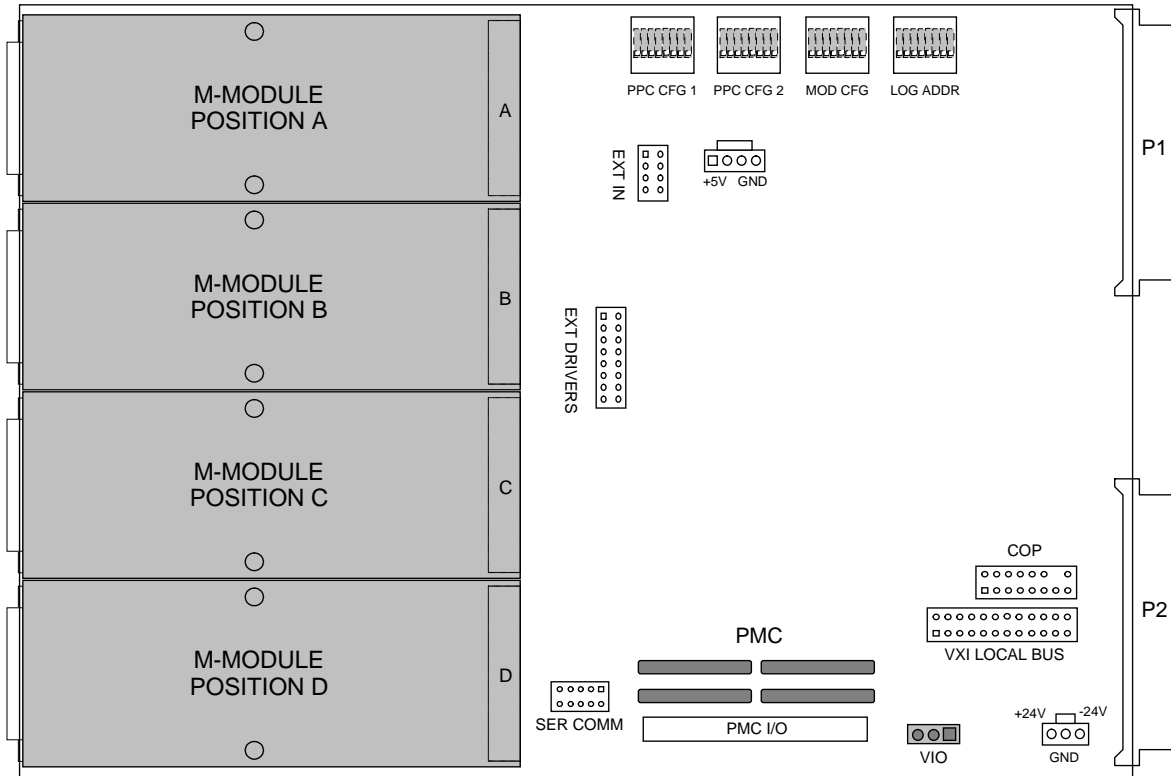 M-MODULE
POSITION A
A
PPC CFG 1
PPC CFG 2
MOD CFG
LOG ADDR
EXT IN
+5V GND
P1
M-MODULE
POSITION B
B
EXT DRIVERS
M-MODULE
POSITION C
C
COP
P2
VXI LOCAL BUS
M-MODULE
POSITION D
D
SER COMM
PMC
PMC I/O
VIO
+24V
-24V
GND